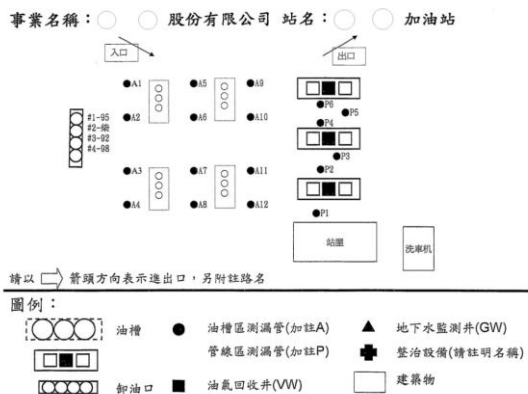 事業名稱：○ ○ 股份有限公司 站名：○ ○ 加油站
入口
出口
A1
A5
A9
P6
P5
#1-95
#2-柴
#3-92
#4-98
A2
A6
A10
P4
P3
A3
A7
A11
P2
A4
A8
A12
P1
站屋
洗車机
請以 箭頭方向表示進出口，另附註路名
圖例：
油槽
油槽區測漏管(加註A)
地下水監測井(GW)
管線區測漏管(加註P)
整治設備(請註明名稱)
卸油口
油氣回收井(VW)
建築物